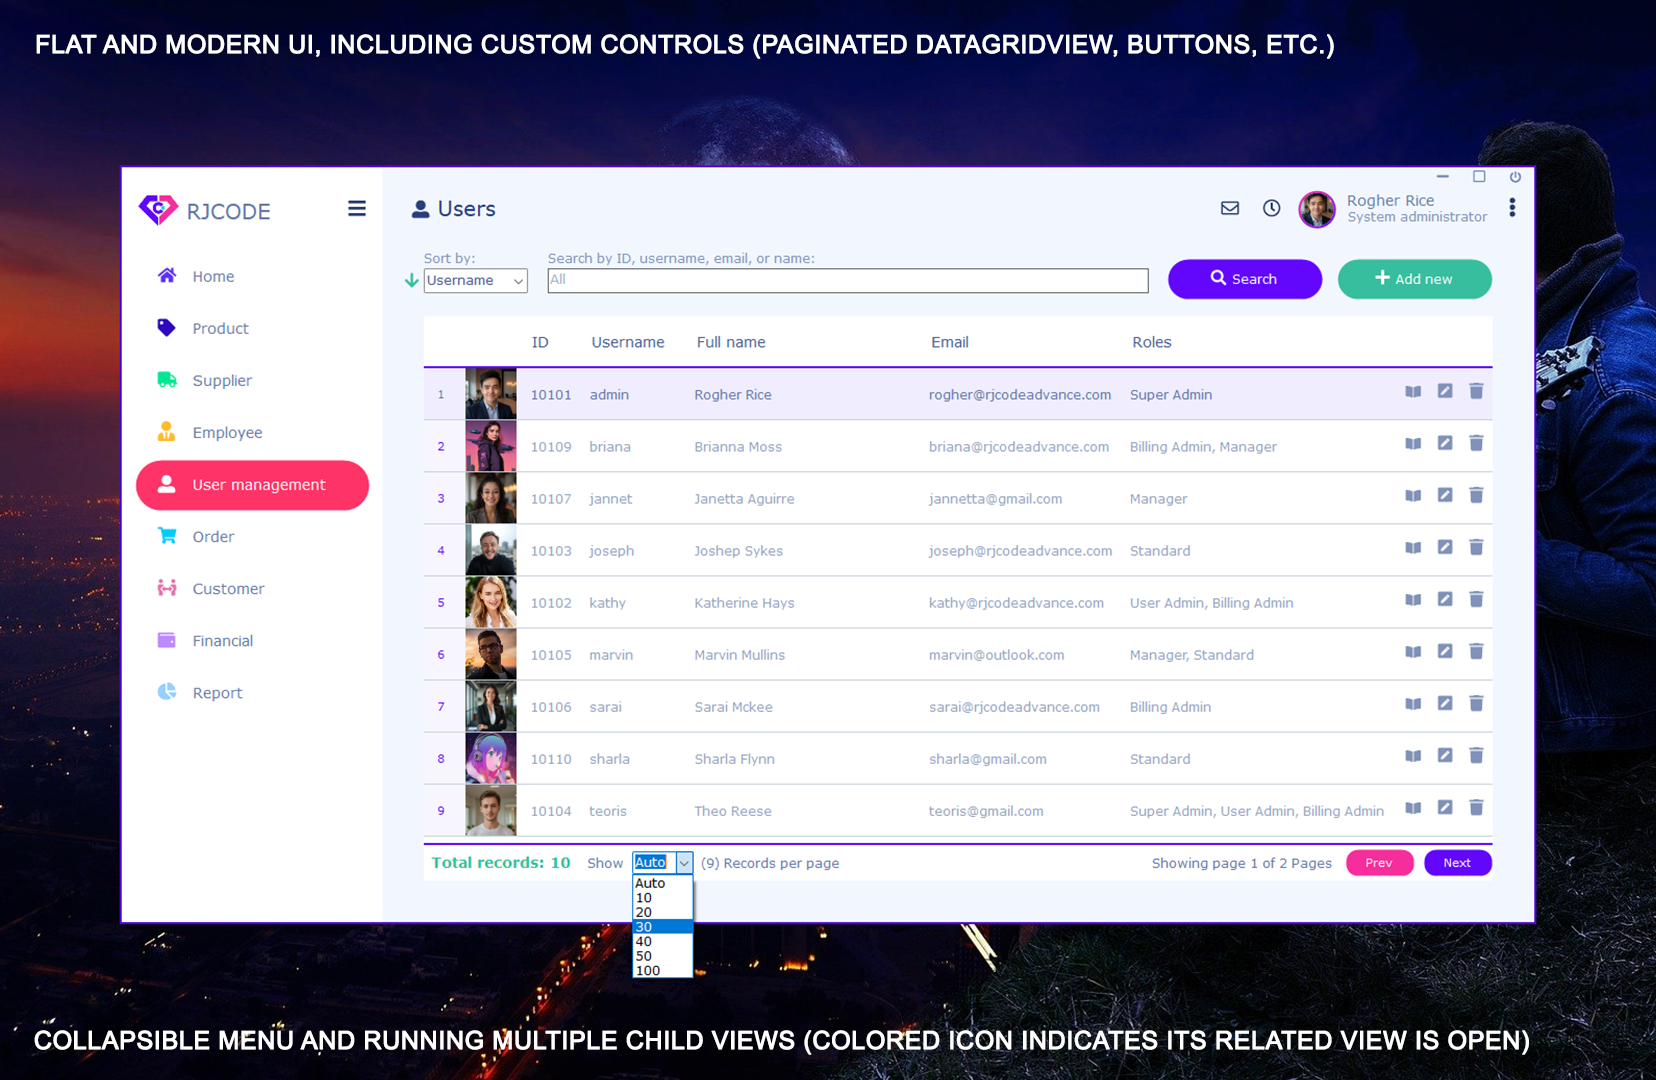 FLAT AND MODERN UI, INCLUDING CUSTOM CONTROLS (PAGINATED DATAGRIDVIEW, BUTTONS, ETC.)
RJCODE
Home
Product
Supplier
Employee
User management
Order
Customer
Financial
Report
Users
Rogher Rice
System administrator
Sort by:
Username
Search by ID, username, email, or name:
All
Search
Add new
ID Username Full name Email Roles
1 10101 admin Rogher Rice rogher@rjcodeadvance.com Super Admin
2 10109 briana Brianna Moss briana@rjcodeadvance.com Billing Admin, Manager
3 10107 jannet Janetta Aguirre jannetta@gmail.com Manager
4 10103 joseph Joshep Sykes joseph@rjcodeadvance.com Standard
5 10102 kathy Katherine Hays kathy@rjcodeadvance.com User Admin, Billing Admin
6 10105 marvin Marvin Mullins marvin@outlook.com Manager, Standard
7 10106 sarai Sarai Mckee sarai@rjcodeadvance.com Billing Admin
8 10110 sharla Sharla Flynn sharla@gmail.com Standard
9 10104 teoris Theo Reese teoris@gmail.com Super Admin, User Admin, Billing Admin
Total records: 10 Show Auto (9) Records per page Showing page 1 of 2 Pages Prev Next
Auto
10
20
30
40
50
100
COLLAPSIBLE MENU AND RUNNING MULTIPLE CHILD VIEWS (COLORED ICON INDICATES ITS RELATED VIEW IS OPEN)